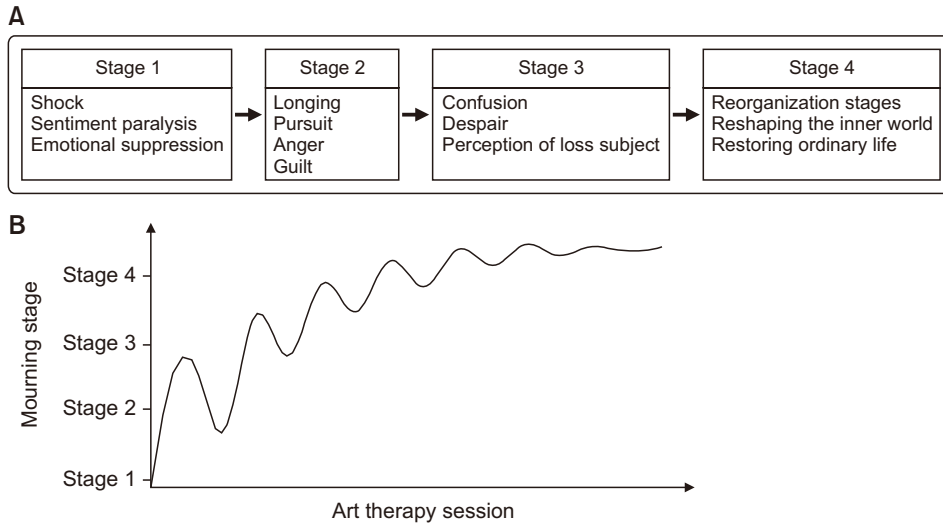 A
Stage 1
Shock
Sentiment paralysis
Emotional suppression
Stage 2
Longing
Pursuit
Anger
Guilt
Stage 3
Confusion
Despair
Perception of loss subject
Stage 4
Reorganization stages
Reshaping the inner world
Restoring ordinary life
B
Mourning stage
Stage 4
Stage 3
Stage 2
Stage 1
Art therapy session